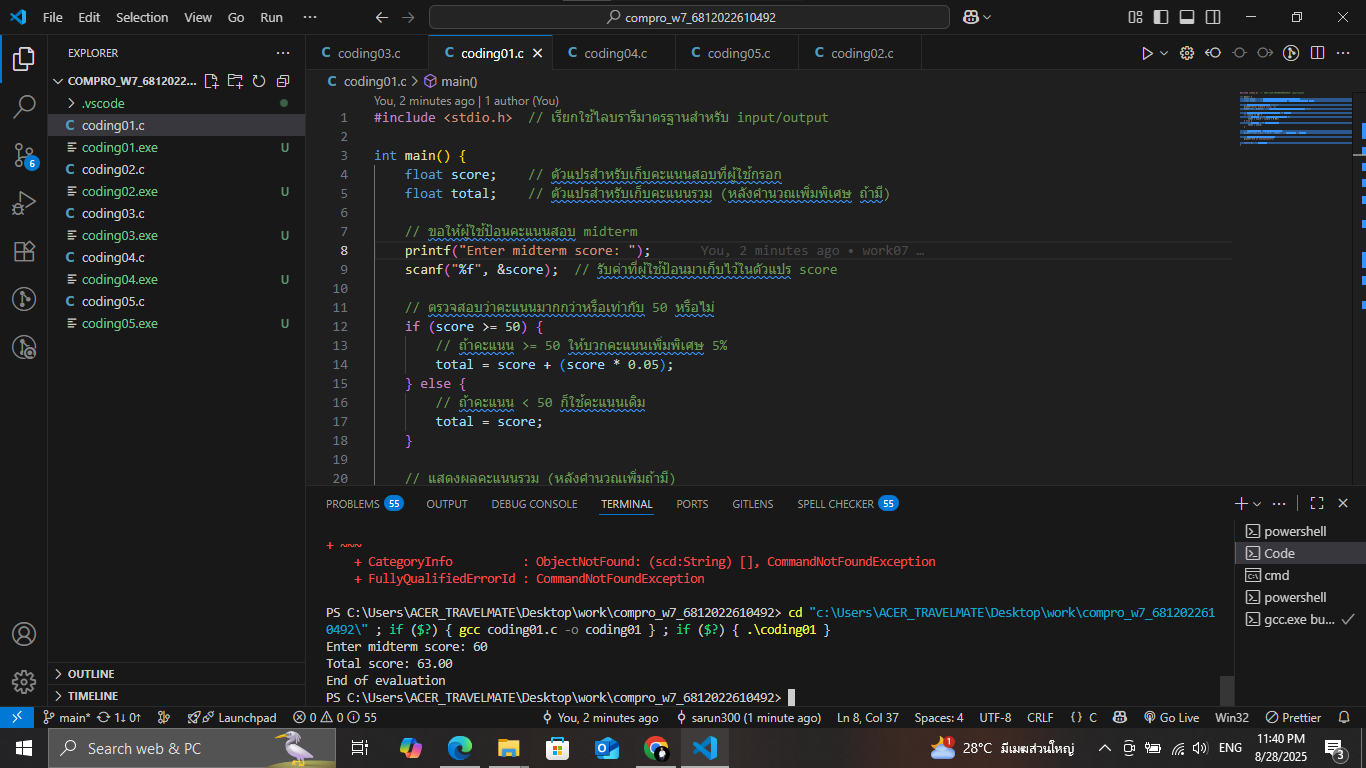 File Edit Selection View Go Run ···
compro_w7_6812022610492
EXPLORER
COMPRO_W7_6812022...
.vscode
coding01.c
coding01.exe U
coding02.c
coding02.exe U
coding03.c
coding03.exe U
coding04.c
coding04.exe U
coding05.c
coding05.exe U
OUTLINE
TIMELINE
6
coding03.c coding01.c coding04.c coding05.c coding02.c
coding01.c > main()
You, 2 minutes ago | 1 author (You)
1 #include <stdio.h> // เรียกใช้ไลบรารีมาตรฐานสำหรับ input/output
2
3 int main() {
4 float score; // ตัวแปรสำหรับเก็บคะแนนสอบที่ผู้ใช้กรอก
5 float total; // ตัวแปรสำหรับเก็บคะแนนรวม (หลังคำนวณเพิ่มพิเศษ ถ้ามี)
6
7 // ขอให้ผู้ใช้ป้อนคะแนนสอบ midterm
8 printf("Enter midterm score: "); You, 2 minutes ago • work07 …
9 scanf("%f", &score); // รับค่าที่ผู้ใช้ป้อนมาเก็บไว้ในตัวแปร score
10
11 // ตรวจสอบว่าคะแนนมากกว่าหรือเท่ากับ 50 หรือไม่
12 if (score >= 50) {
13 // ถ้าคะแนน >= 50 ให้บวกคะแนนเพิ่มพิเศษ 5%
14 total = score + (score * 0.05);
15 } else {
16 // ถ้าคะแนน < 50 ก็ใช้คะแนนเดิม
17 total = score;
18 }
19
20 // แสดงผลคะแนนรวม (หลังคำนวณเพิ่มถ้ามี)
PROBLEMS 55 OUTPUT DEBUG CONSOLE TERMINAL PORTS GITLENS SPELL CHECKER 55
+ ~~~
+ CategoryInfo : ObjectNotFound: (scd:String) [], CommandNotFoundException
+ FullyQualifiedErrorId : CommandNotFoundException
PS C:\Users\ACER_TRAVELMATE\Desktop\work\compro_w7_6812022610492> cd "c:\Users\ACER_TRAVELMATE\Desktop\work\compro_w7_681202261
0492\" ; if ($?) { gcc coding01.c -o coding01 } ; if ($?) { .\coding01 }
Enter midterm score: 60
Total score: 63.00
End of evaluation
PS C:\Users\ACER_TRAVELMATE\Desktop\work\compro_w7_6812022610492>
powershell
Code
cmd
powershell
gcc.exe bu...
main* 1↓ 0↑ Launchpad 0 0 55 You, 2 minutes ago sarun300 (1 minute ago) Ln 8, Col 37 Spaces: 4 UTF-8 CRLF {} C Go Live Win32 Prettier
Search web & PC
1 28°C มีเมฆส่วนใหญ่ ENG 11:40 PM
8/28/2025 3